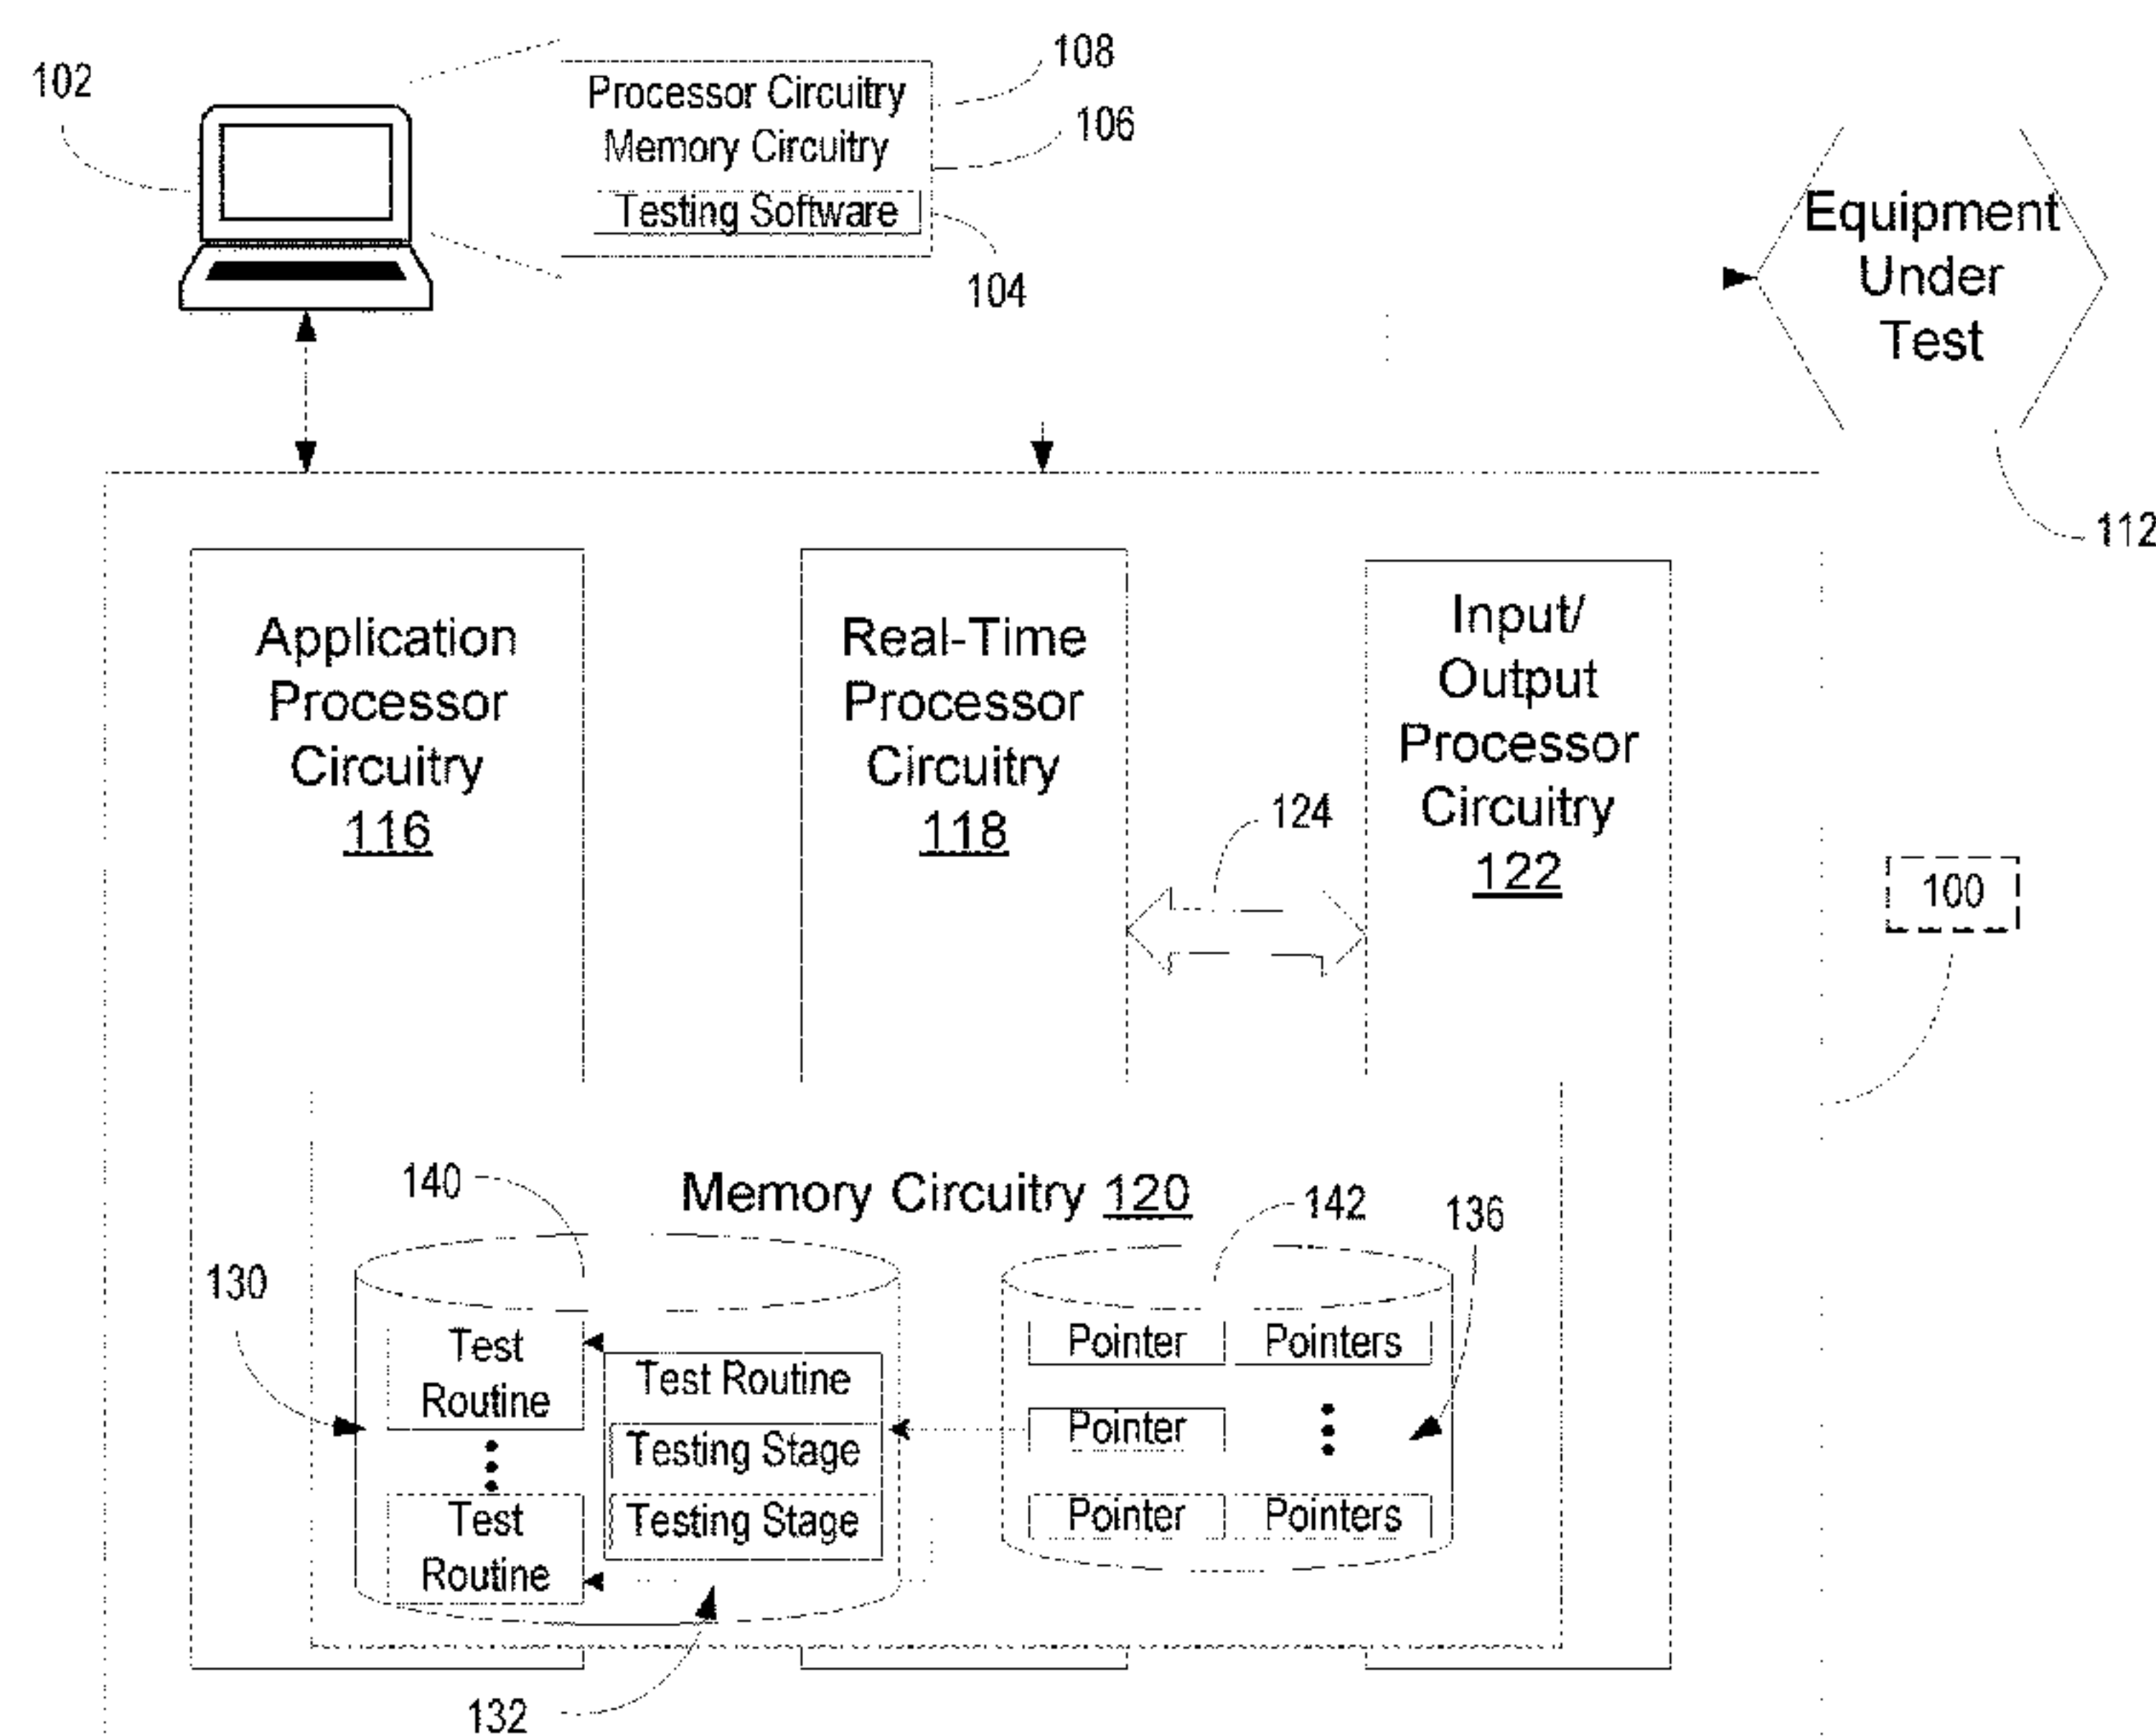 102
Processor Circuitry
108
Memory Circuitry
106
Testing Software
104
Equipment
Under
Test
112
Application
Processor
Circuitry
116
Real-Time
Processor
Circuitry
118
124
Input/
Output
Processor
Circuitry
122
100
Memory Circuitry 120
140
142
136
130
Test
Routine
Test Routine
Testing Stage
Testing Stage
Test
Routine
Pointer
Pointers
Pointer
Pointer
Pointers
132